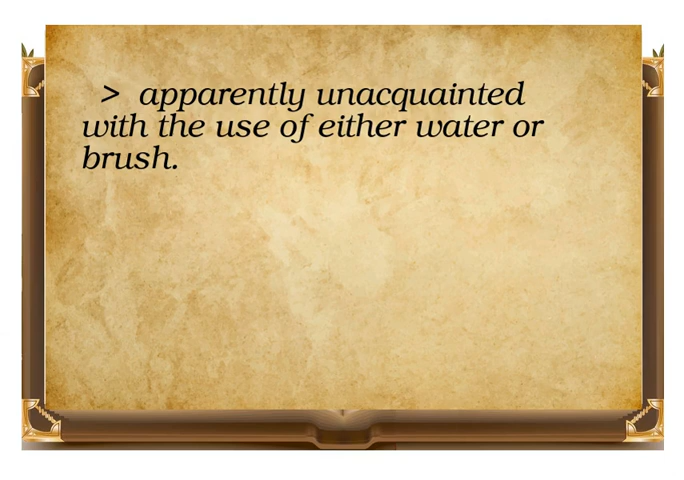 > apparently unacquainted
with the use of either water or
brush.